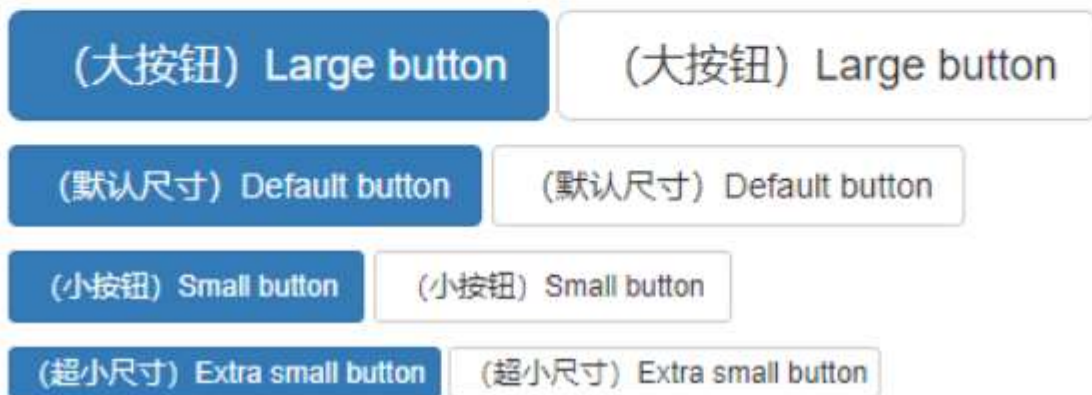 （大按钮）Large button （大按钮）Large button
（默认尺寸）Default button （默认尺寸）Default button
（小按钮）Small button （小按钮）Small button
（超小尺寸）Extra small button （超小尺寸）Extra small button